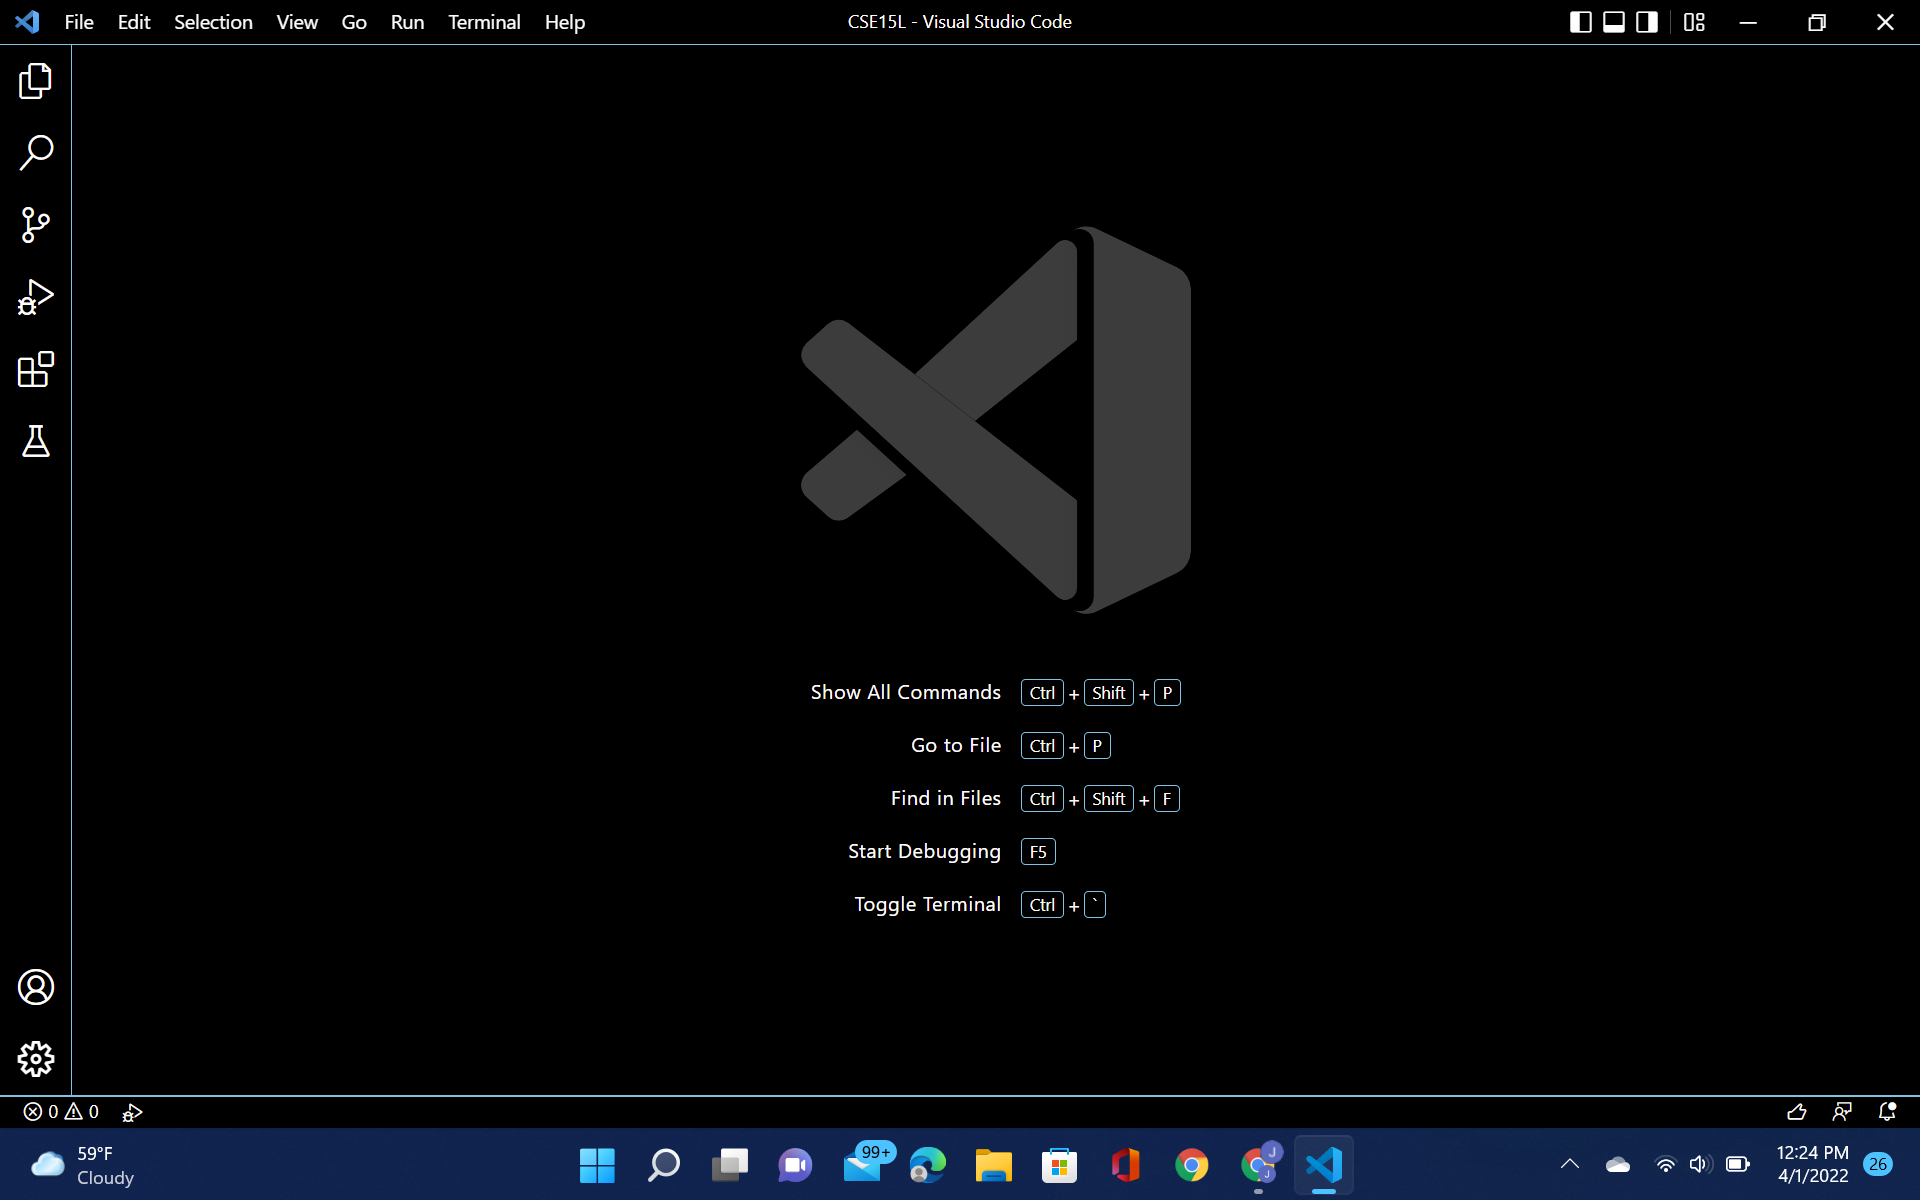 File Edit Selection View Go Run Terminal Help CSE15L - Visual Studio Code
Show All Commands Ctrl + Shift + P
Go to File Ctrl + P
Find in Files Ctrl + Shift + F
Start Debugging F5
Toggle Terminal Ctrl + `
0 0
59°F
Cloudy
99+
J
J
12:24 PM
4/1/2022
26